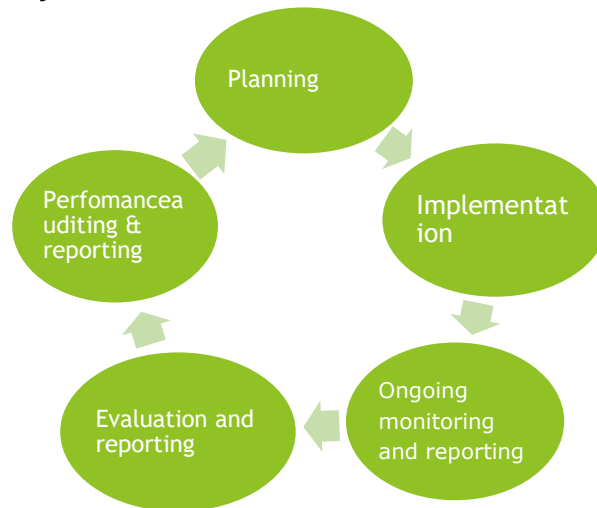 Planning
Implementat
ion
Ongoing
monitoring
and reporting
Evaluation and
reporting
Perfomancea
uditing &
reporting